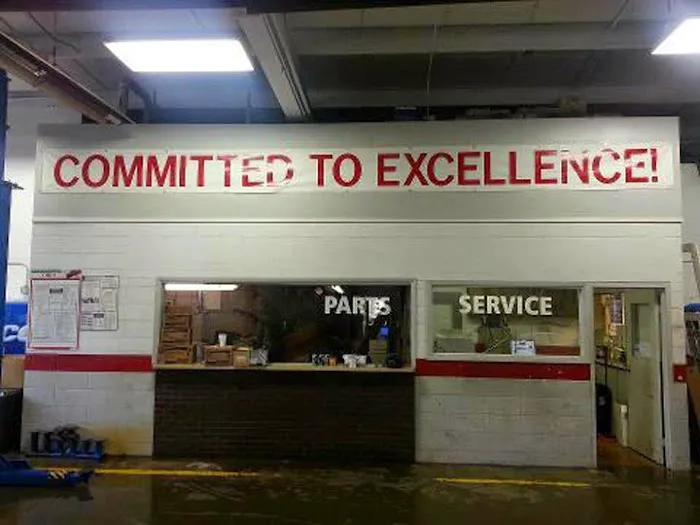 COMMITTED TO EXCELLENCE!
PARTS
SERVICE